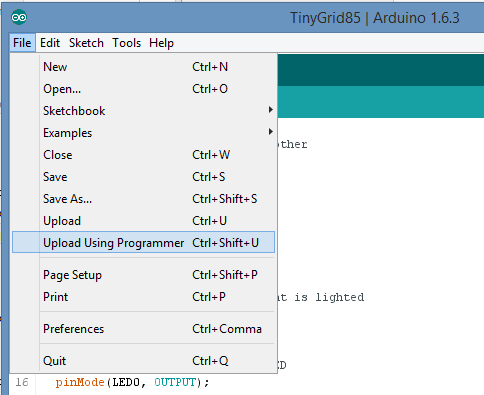 TinyGrid85 | Arduino 1.6.3
File Edit Sketch Tools Help
New Ctrl+N
Open... Ctrl+O
Sketchbook
Examples
other
Close Ctrl+W
Save Ctrl+S
Save As... Ctrl+Shift+S
Upload Ctrl+U
Upload Using Programmer Ctrl+Shift+U
Page Setup Ctrl+Shift+P
Print Ctrl+P
t is lighted
Preferences Ctrl+Comma
Quit Ctrl+Q
ED
16 pinMode(LED0, OUTPUT);